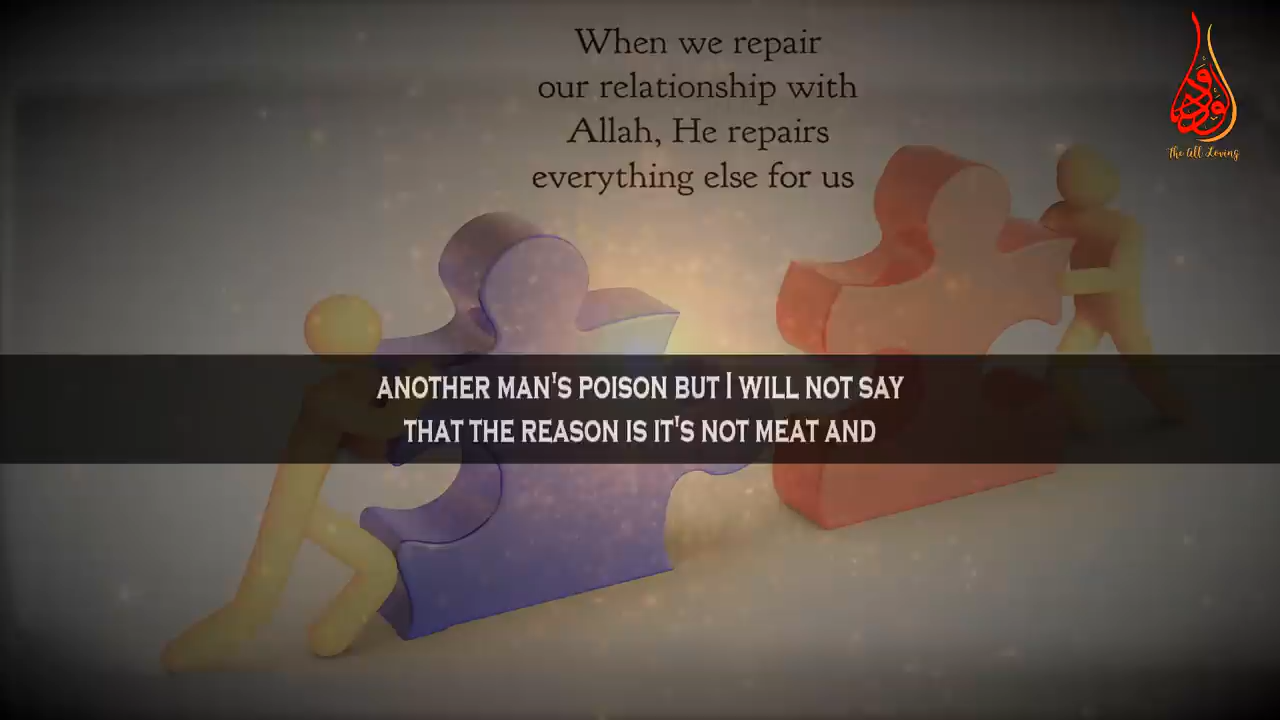 When we repair
our relationship with
Allah, He repairs
everything else for us
الودود
The All Loving
ANOTHER MAN'S POISON BUT I WILL NOT SAY
THAT THE REASON IS IT'S NOT MEAT AND